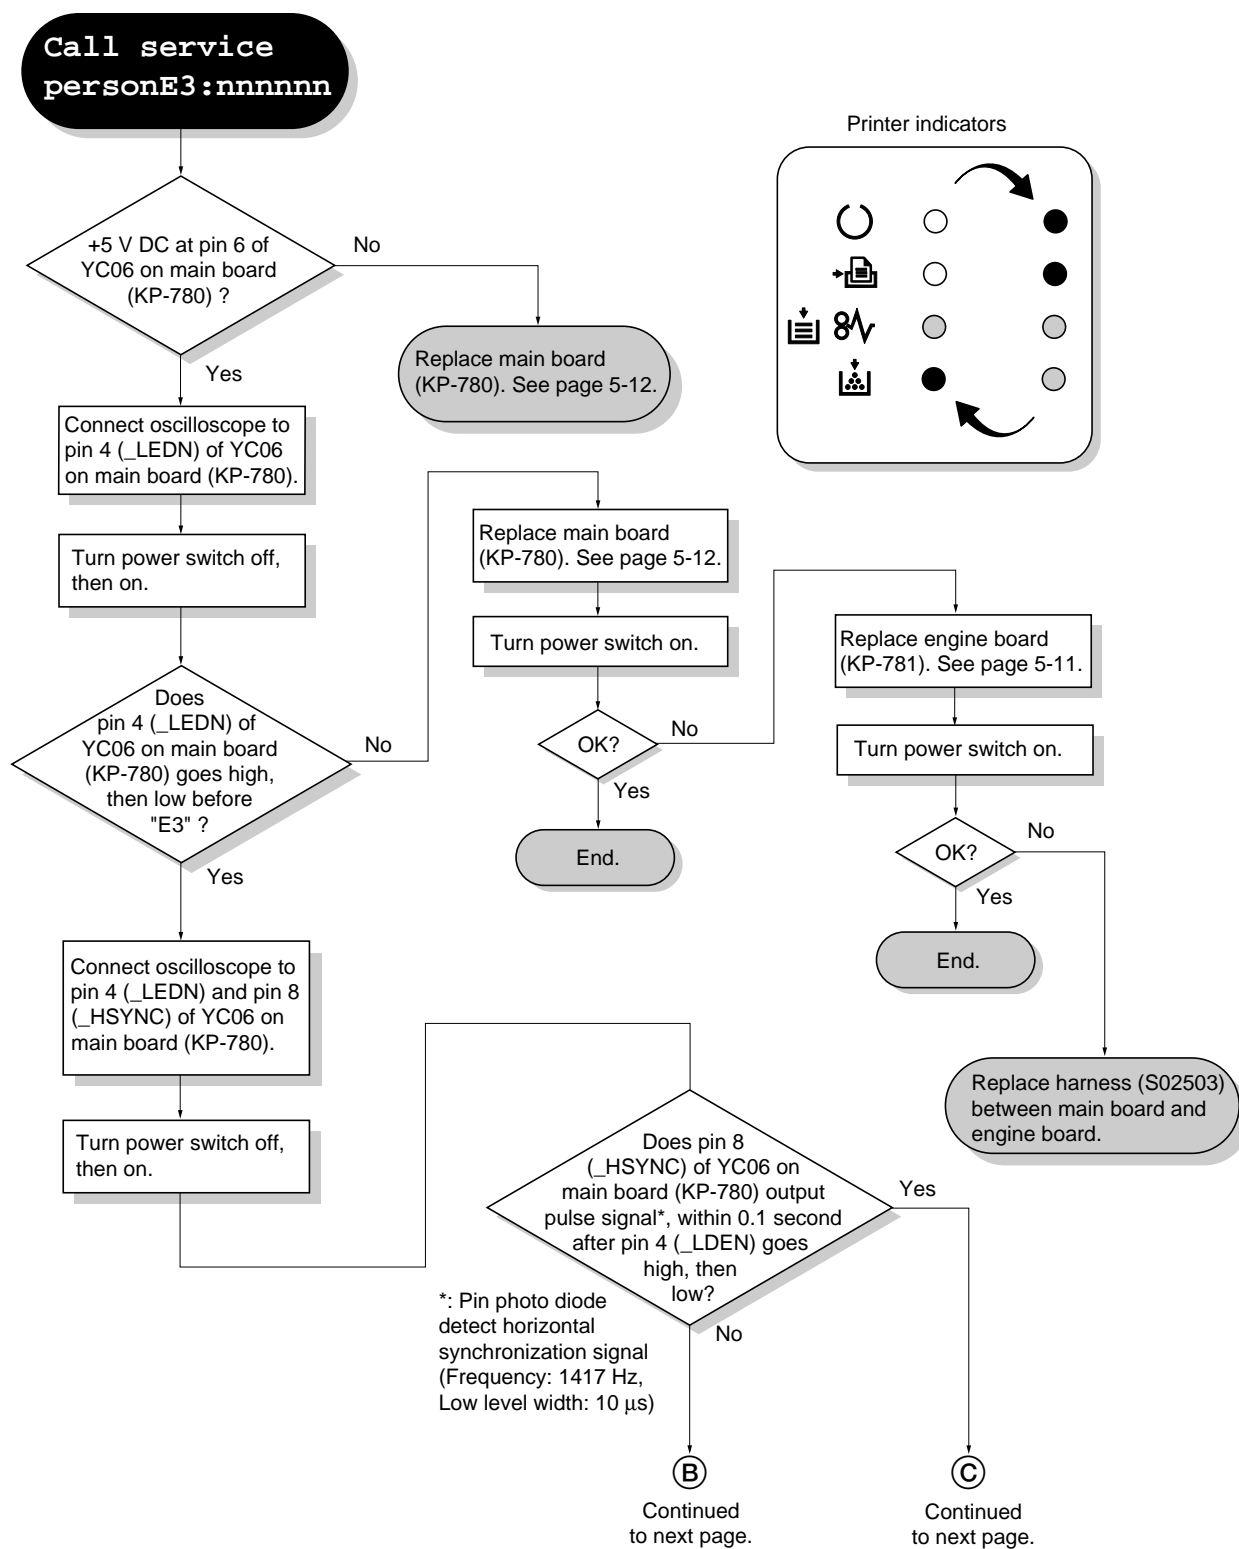 Call service
personE3:nnnnnn
Printer indicators
+5 V DC at pin 6 of
YC06 on main board
(KP-780) ?
No
Yes
Replace main board
(KP-780). See page 5-12.
Connect oscilloscope to
pin 4 (_LEDN) of YC06
on main board (KP-780).
Turn power switch off,
then on.
Does
pin 4 (_LEDN) of
YC06 on main board
(KP-780) goes high,
then low before
"E3" ?
No
Yes
Replace main board
(KP-780). See page 5-12.
Turn power switch on.
OK?
No
Yes
End.
Replace engine board
(KP-781). See page 5-11.
Turn power switch on.
OK?
No
Yes
End.
Replace harness (S02503)
between main board and
engine board.
Connect oscilloscope to
pin 4 (_LEDN) and pin 8
(_HSYNC) of YC06 on
main board (KP-780).
Turn power switch off,
then on.
Does pin 8
(_HSYNC) of YC06 on
main board (KP-780) output
pulse signal*, within 0.1 second
after pin 4 (_LDEN) goes
high, then
low?
Yes
No
*: Pin photo diode
detect horizontal
synchronization signal
(Frequency: 1417 Hz,
Low level width: 10 µs)
B
Continued
to next page.
C
Continued
to next page.